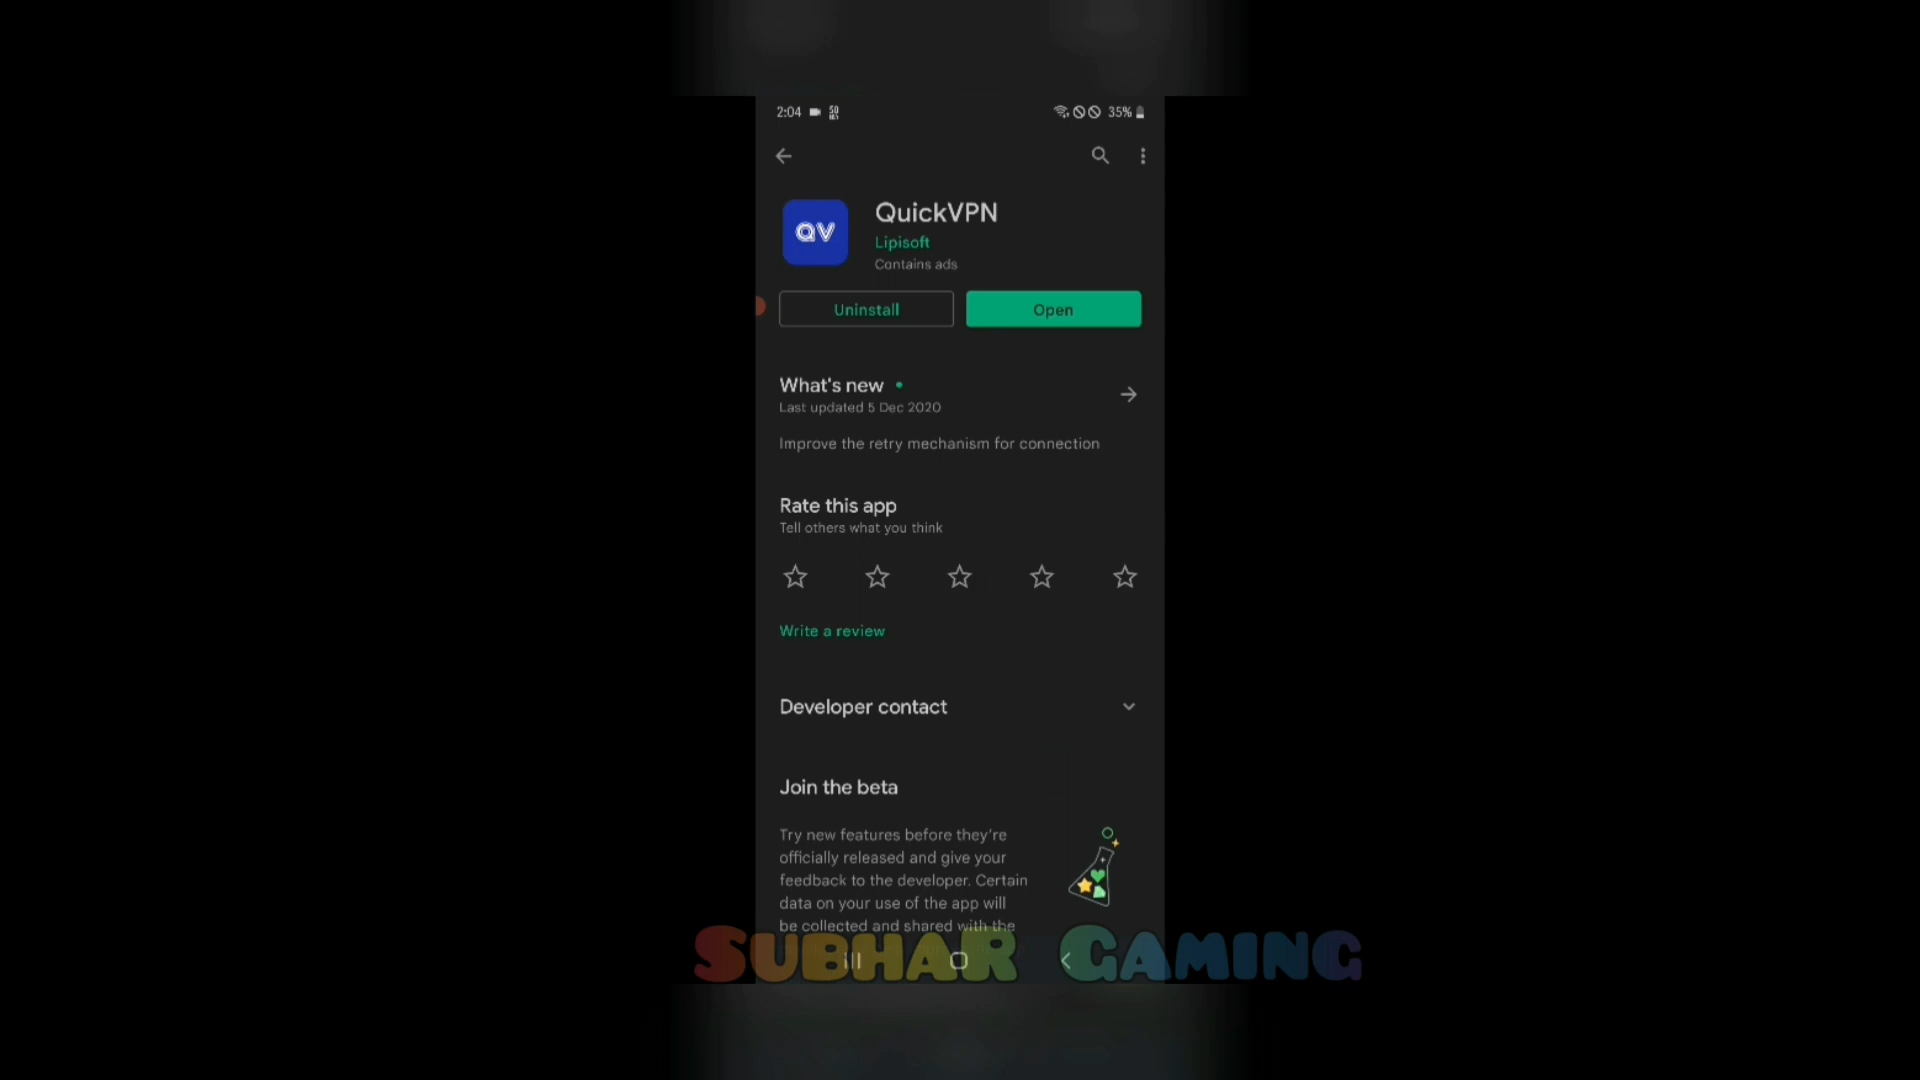 2:04
35%
QuickVPN
QV
Lipisoft
Contains ads
Uninstall
Open
What's new
Last updated 5 Dec 2020
Improve the retry mechanism for connection
Rate this app
Tell others what you think
Write a review
Developer contact
Join the beta
Try new features before they're
officially released and give your
feedback to the developer. Certain
data on your use of the app will
be collected and shared with the
SUBHAR GAMING